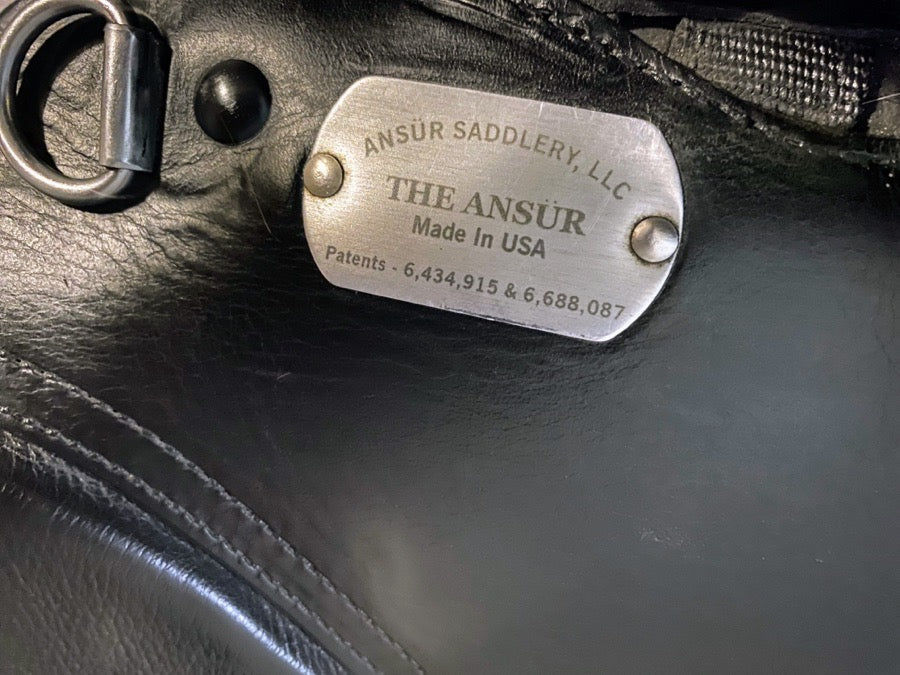 ANSÜR SADDLERY, LLC
THE ANSÜR
Made In USA
Patents - 6,434,915 & 6,688,087